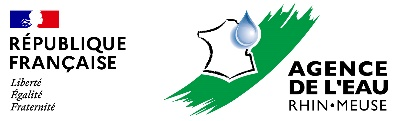 RÉPUBLIQUE
FRANÇAISE
Liberté
Égalité
Fraternité
AGENCE
DE L'EAU
RHIN•MEUSE